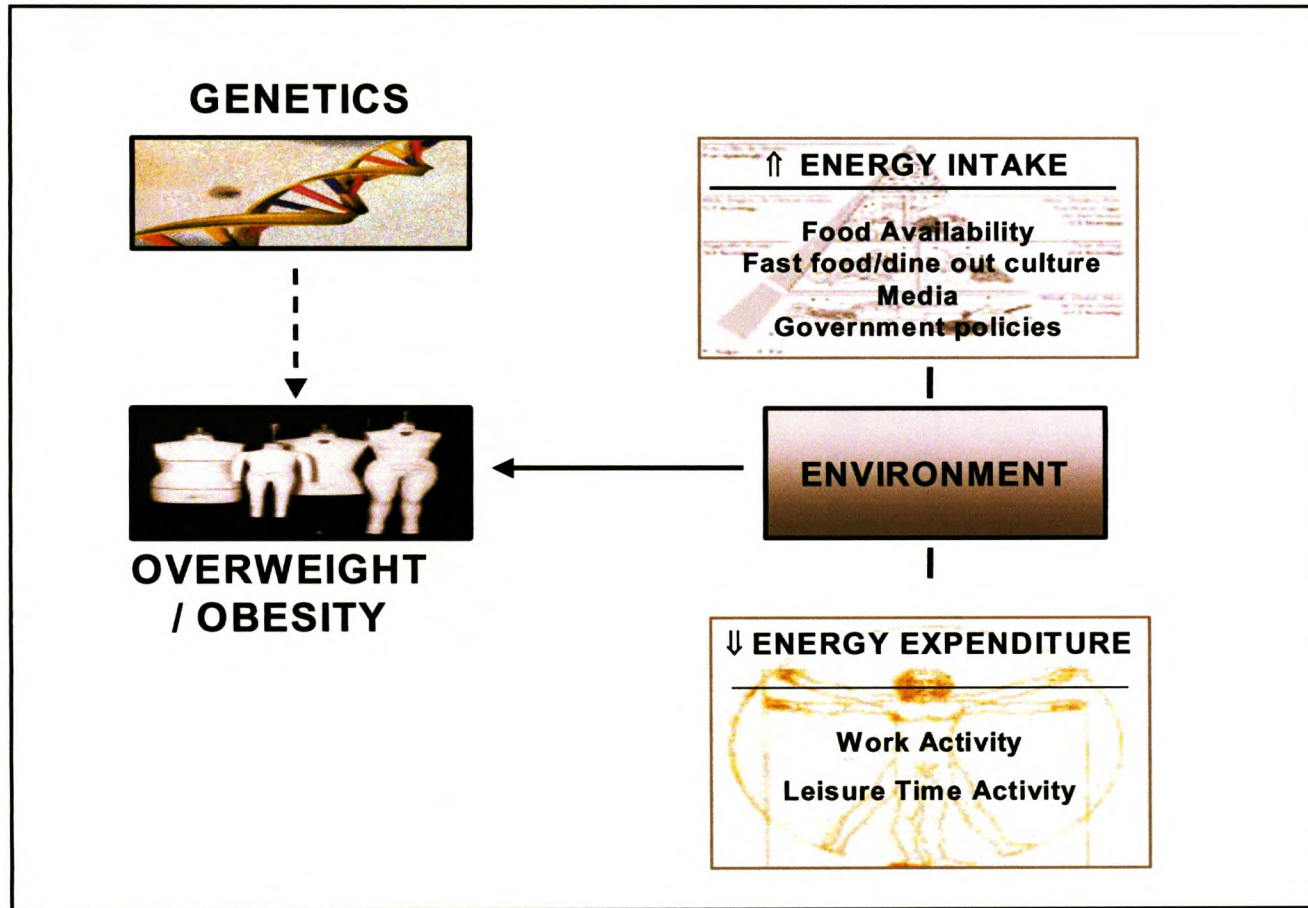 GENETICS
⇑ ENERGY INTAKE
Food Availability
Fast food/dine out culture
Media
Government policies
ENVIRONMENT
OVERWEIGHT
/ OBESITY
⇓ ENERGY EXPENDITURE
Work Activity
Leisure Time Activity